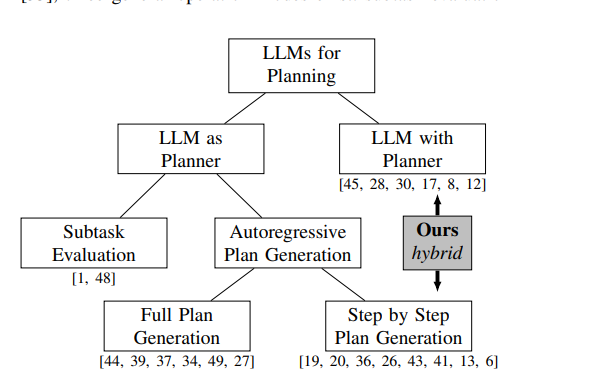 LLMs for
Planning
LLM as
Planner
LLM with
Planner
[45, 28, 30, 17, 8, 12]
Subtask
Evaluation
[1, 48]
Autoregressive
Plan Generation
Ours
hybrid
Full Plan
Generation
[44, 39, 37, 34, 49, 27]
Step by Step
Plan Generation
[19, 20, 36, 26, 43, 41, 13, 6]